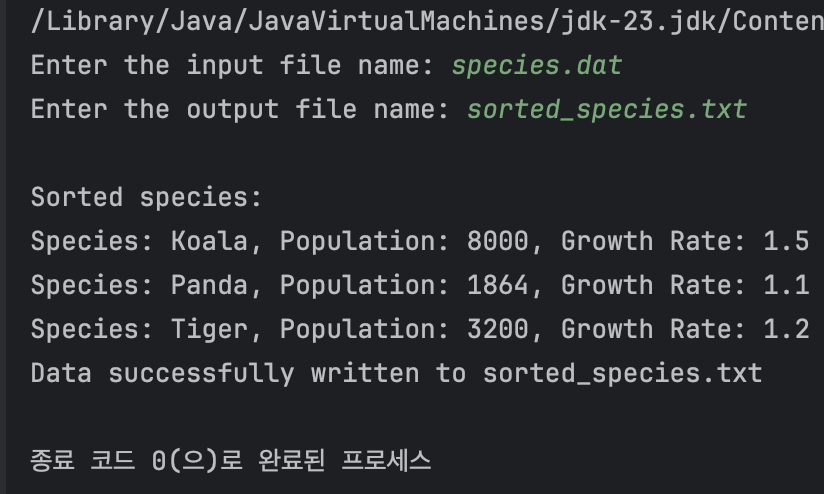 /Library/Java/JavaVirtualMachines/jdk-23.jdk/Conten
Enter the input file name: species.dat
Enter the output file name: sorted_species.txt
Sorted species:
Species: Koala, Population: 8000, Growth Rate: 1.5
Species: Panda, Population: 1864, Growth Rate: 1.1
Species: Tiger, Population: 3200, Growth Rate: 1.2
Data successfully written to sorted_species.txt
종료 코드 0(으)로 완료된 프로세스